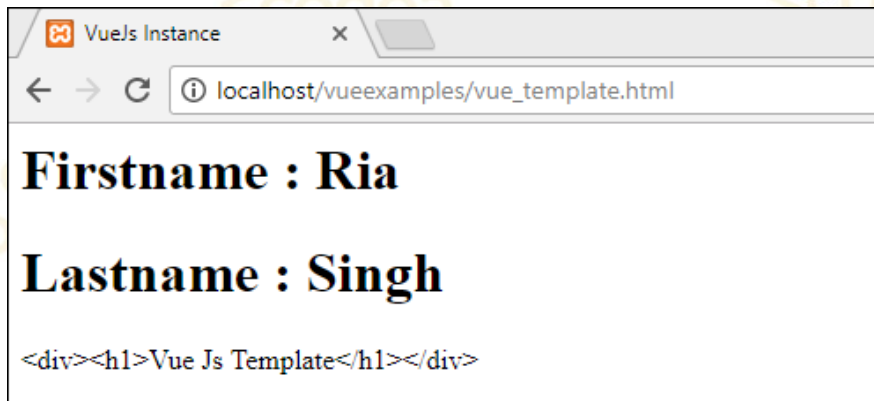 VueJs Instance
localhost/vueexamples/vue_template.html
Firstname : Ria
Lastname : Singh
<div><h1>Vue Js Template</h1></div>